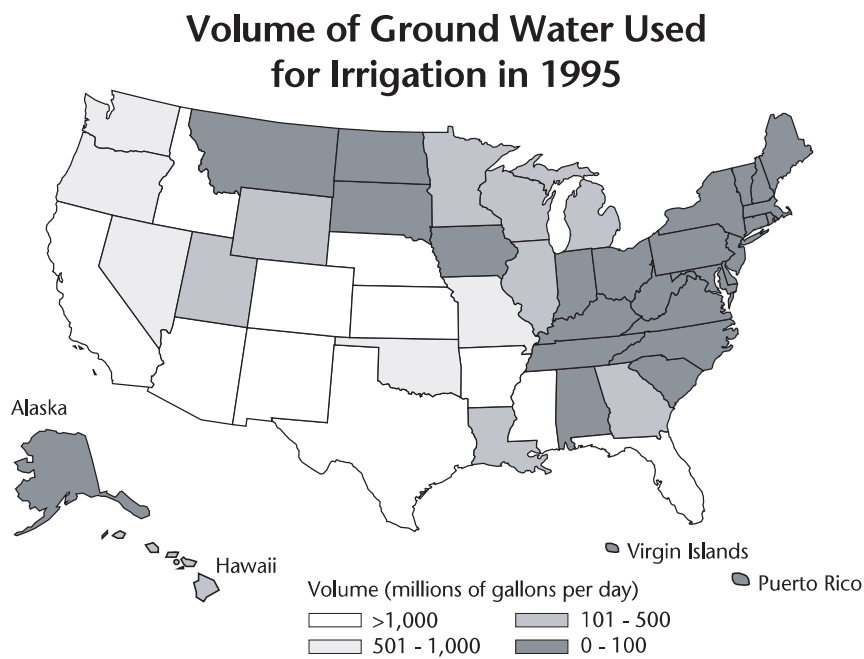 Volume of Ground Water Used
for Irrigation in 1995
Alaska
Hawaii
Virgin Islands
Puerto Rico
Volume (millions of gallons per day)
>1,000
101 - 500
501 - 1,000
0 - 100